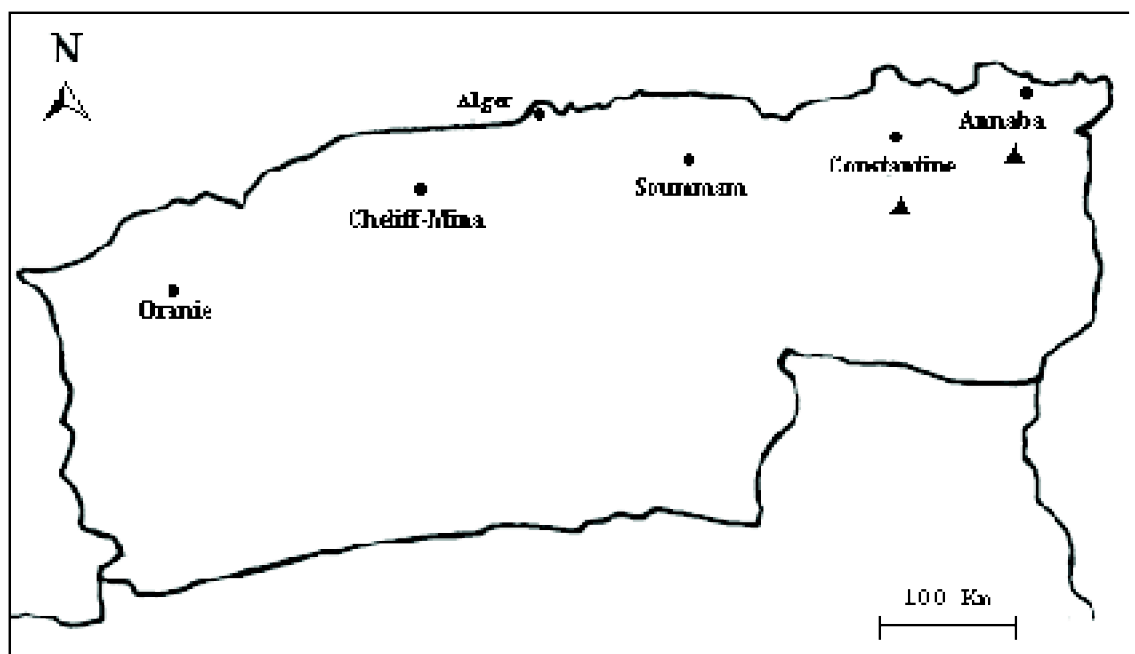 N
Alger
Annaba
Constantine
Soummam
Cheliff-Mina
Oranie
100 Km